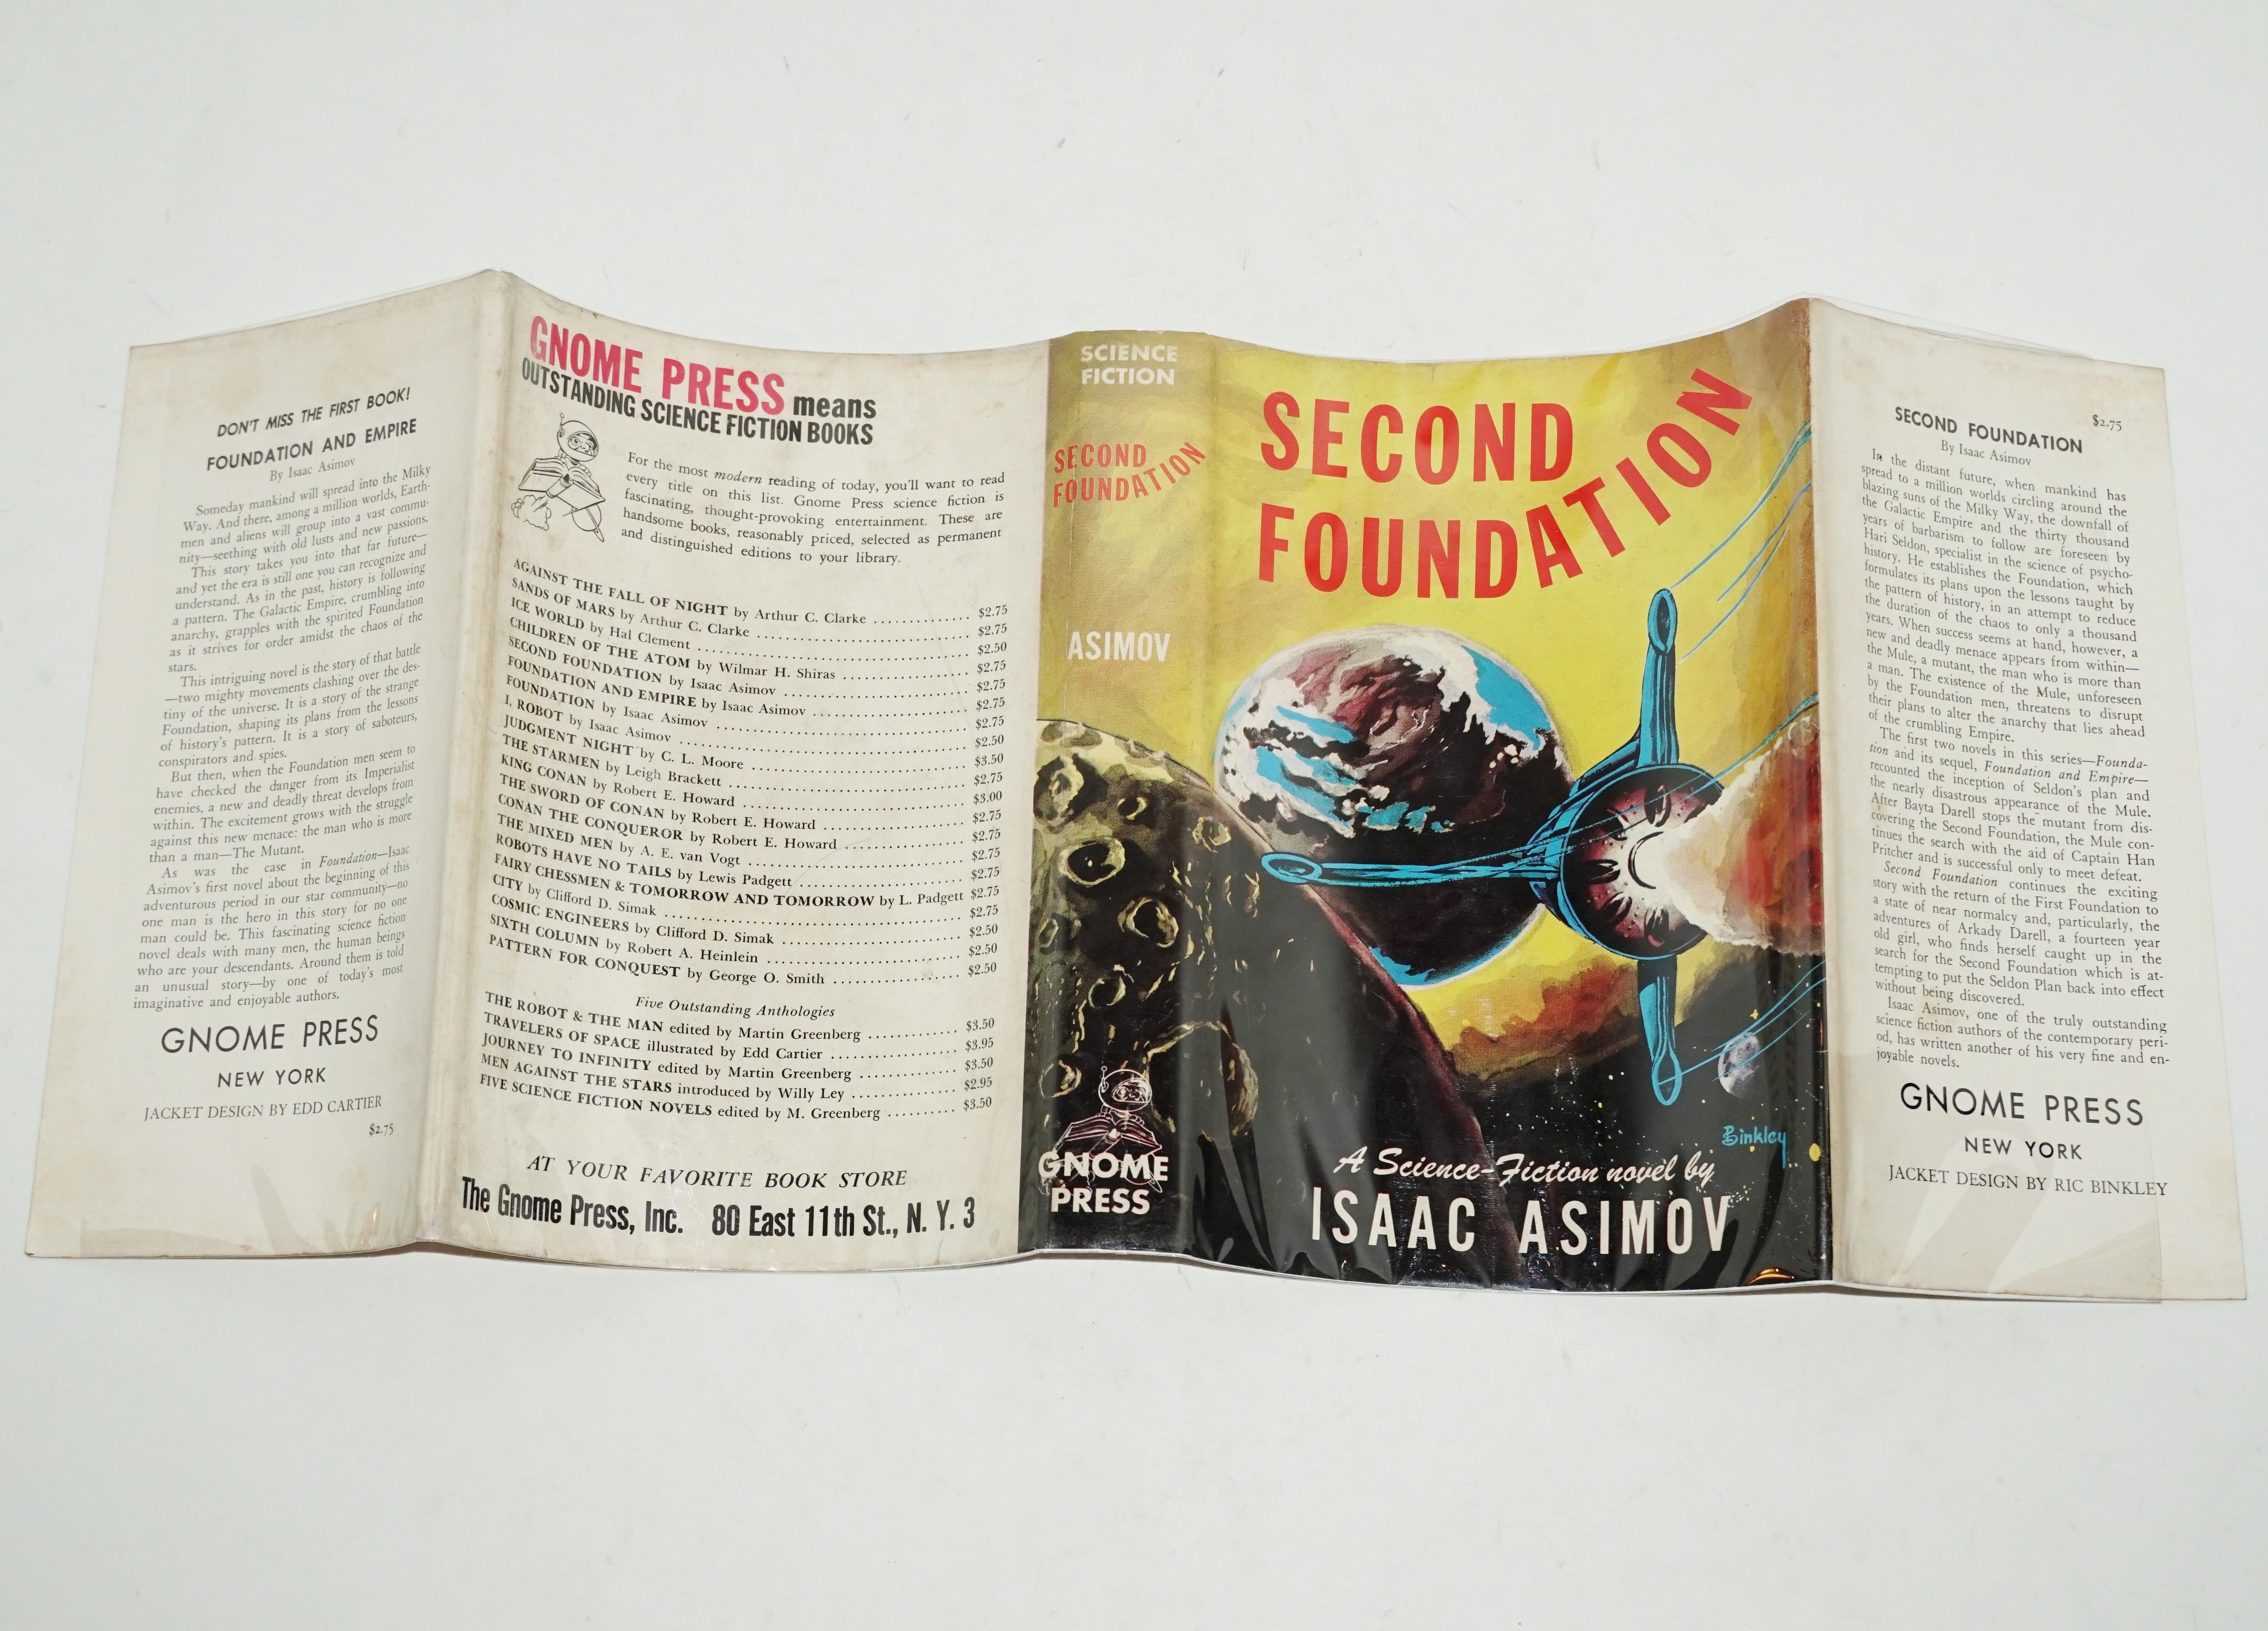 DON'T MISS THE FIRST BOOK!
FOUNDATION AND EMPIRE
By Isaac Asimov
Someday mankind will spread into the Milky
Way. And there, among a million worlds, Earth-
men and aliens will group into a vast commu-
nity—seething with old lusts and new passions.
This story takes you into that far future—
and yet the era is still one you can recognize and
understand. As in the past, history is following
a pattern. The Galactic Empire, crumbling into
anarchy, grapples with the spirited Foundation
as it strives for order amidst the chaos of the
stars.
This intriguing novel is the story of that battle
—two mighty movements clashing over the des-
tiny of the universe. It is a story of the strange
Foundation, shaping its plans from the lessons
of history's pattern. It is a story of saboteurs,
conspirators and spies.
But then, when the Foundation men seem to
have checked the danger from its Imperialist
enemies, a new and deadly threat develops from
within. The excitement grows with the struggle
against this new menace: the man who is more
than a man—The Mutant.
As was the case in Foundation—Isaac
Asimov's first novel about the beginning of this
adventurous period in our star community—no
one man is the hero in this story for no one
man could be. This fascinating science fiction
novel deals with many men, the human beings
who are your descendants. Around them is told
an unusual story—by one of today's most
imaginative and enjoyable authors.
GNOME PRESS
NEW YORK
JACKET DESIGN BY EDD CARTIER
$2.75
GNOME PRESS means
OUTSTANDING SCIENCE FICTION BOOKS
For the most modern reading of today, you'll want to read
every title on this list. Gnome Press science fiction is
fascinating, thought-provoking entertainment. These are
handsome books, reasonably priced, selected as permanent
and distinguished editions to your library.
AGAINST THE FALL OF NIGHT by Arthur C. Clarke .............. $2.75
SANDS OF MARS by Arthur C. Clarke .............. $2.75
ICE WORLD by Hal Clement .............. $2.50
CHILDREN OF THE ATOM by Wilmar H. Shiras .............. $2.75
SECOND FOUNDATION by Isaac Asimov .............. $2.75
FOUNDATION AND EMPIRE by Isaac Asimov .............. $2.75
FOUNDATION by Isaac Asimov .............. $2.75
I, ROBOT by Isaac Asimov .............. $2.50
JUDGMENT NIGHT by C. L. Moore .............. $3.50
THE STARMEN by Leigh Brackett .............. $2.75
KING CONAN by Robert E. Howard .............. $3.00
THE SWORD OF CONAN by Robert E. Howard .............. $2.75
CONAN THE CONQUEROR by Robert E. Howard .............. $2.75
THE MIXED MEN by A. E. van Vogt .............. $2.75
ROBOTS HAVE NO TAILS by Lewis Padgett .............. $2.75
FAIRY CHESSMEN & TOMORROW AND TOMORROW by L. Padgett $2.75
CITY by Clifford D. Simak .............. $2.75
COSMIC ENGINEERS by Clifford D. Simak .............. $2.50
SIXTH COLUMN by Robert A. Heinlein .............. $2.50
PATTERN FOR CONQUEST by George O. Smith .............. $2.50
Five Outstanding Anthologies
THE ROBOT & THE MAN edited by Martin Greenberg .............. $3.50
TRAVELERS OF SPACE illustrated by Edd Cartier .............. $3.95
JOURNEY TO INFINITY edited by Martin Greenberg .............. $3.50
MEN AGAINST THE STARS introduced by Willy Ley .............. $2.95
FIVE SCIENCE FICTION NOVELS edited by M. Greenberg .......... $3.50
AT YOUR FAVORITE BOOK STORE
The Gnome Press, Inc. 80 East 11th St., N. Y. 3
SCIENCE
FICTION
SECOND
FOUNDATION
ASIMOV
GNOME
PRESS
SECOND
FOUNDATION
Binkley
A Science-Fiction novel by
ISAAC ASIMOV
$2.75
SECOND FOUNDATION
By Isaac Asimov
In the distant future, when mankind has
spread to a million worlds circling around the
blazing suns of the Milky Way, the downfall of
the Galactic Empire and the thirty thousand
years of barbarism to follow are foreseen by
Hari Seldon, specialist in the science of psycho-
history. He establishes the Foundation, which
formulates its plans upon the lessons taught by
the pattern of history, in an attempt to reduce
the duration of the chaos to only a thousand
years. When success seems at hand, however, a
new and deadly menace appears from within—
the Mule, a mutant, the man who is more than
a man. The existence of the Mule, unforeseen
by the Foundation men, threatens to disrupt
their plans to alter the anarchy that lies ahead
of the crumbling Empire.
The first two novels in this series—Founda-
tion and its sequel, Foundation and Empire—
recounted the inception of Seldon's plan and
the nearly disastrous appearance of the Mule.
After Bayta Darell stops the mutant from dis-
covering the Second Foundation, the Mule con-
tinues the search with the aid of Captain Han
Pritcher and is successful only to meet defeat.
Second Foundation continues the exciting
story with the return of the First Foundation to
a state of near normalcy and, particularly, the
adventures of Arkady Darell, a fourteen year
old girl, who finds herself caught up in the
search for the Second Foundation which is at-
tempting to put the Seldon Plan back into effect
without being discovered.
Isaac Asimov, one of the truly outstanding
science fiction authors of the contemporary peri-
od, has written another of his very fine and en-
joyable novels.
GNOME PRESS
NEW YORK
JACKET DESIGN BY RIC BINKLEY